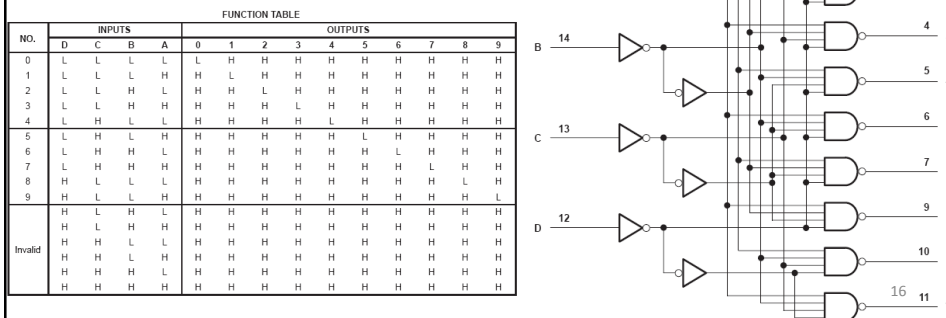 FUNCTION TABLE
NO. INPUTS OUTPUTS
D C B A 0 1 2 3 4 5 6 7 8 9
0 L L L L L H H H H H H H H H
1 L L L H H L H H H H H H H H
2 L L H L H H L H H H H H H H
3 L L H H H H H L H H H H H H
4 L H L L H H H H L H H H H H
5 L H L H H H H H H L H H H H
6 L H H L H H H H H H L H H H
7 L H H H H H H H H H H L H H
8 H L L L H H H H H H H H L H
9 H L L H H H H H H H H H H L
Invalid
H L H L H H H H H H H H H H
H L H H H H H H H H H H H H
H H L L H H H H H H H H H H
H H L H H H H H H H H H H H
H H H L H H H H H H H H H H
H H H H H H H H H H H H H H
B 14
C 13
D 12
4
5
6
7
9
10
11
16